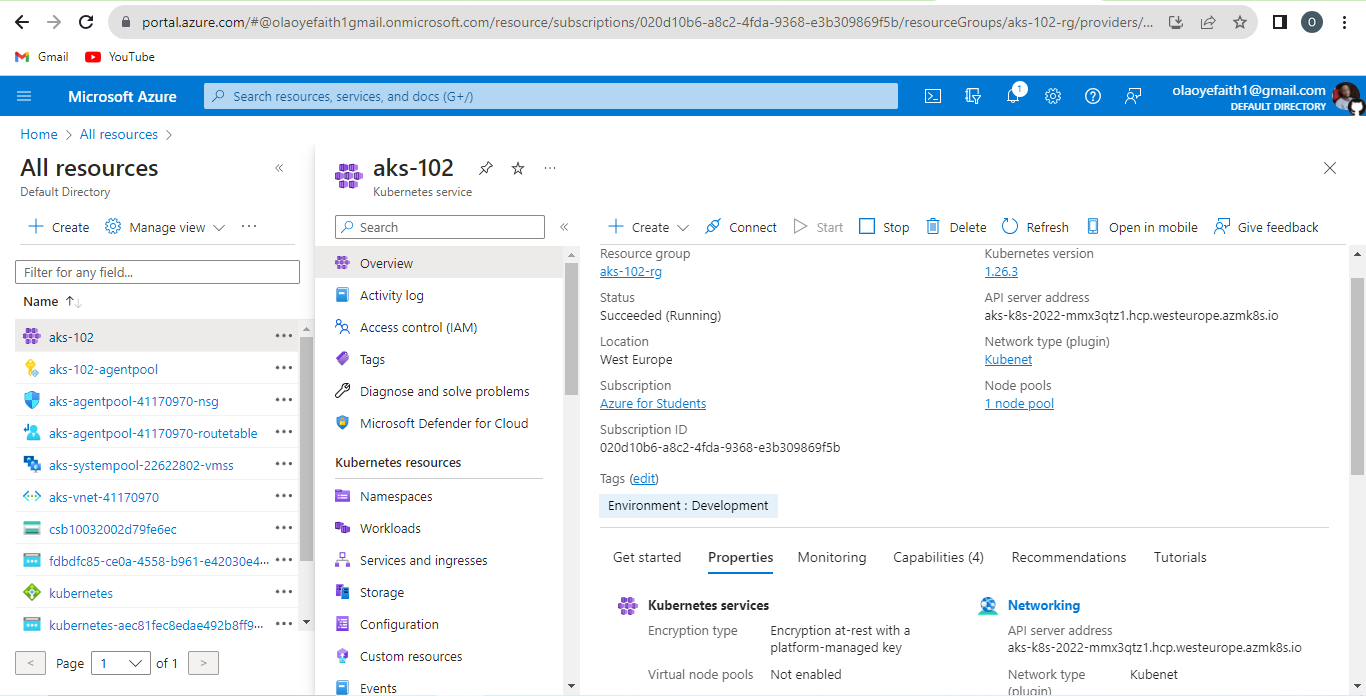 portal.azure.com/#@olaoyefaith1gmail.onmicrosoft.com/resource/subscriptions/020d10b6-a8c2-4fda-9368-e3b309869f5b/resourceGroups/aks-102-rg/providers/...
O
Gmail
YouTube
Microsoft Azure
Search resources, services, and docs (G+/)
1
olaoyefaith1@gmail.com
DEFAULT DIRECTORY
Home > All resources >
All resources
Default Directory
Create
Manage view
Filter for any field...
Name
aks-102
aks-102-agentpool
aks-agentpool-41170970-nsg
aks-agentpool-41170970-routetable
aks-systempool-22622802-vmss
aks-vnet-41170970
csb10032002d79fe6ec
fdbdfc85-ce0a-4558-b961-e42030e4...
kubernetes
kubernetes-aec81fec8edae492b8ff9...
< Page 1 of 1 >
aks-102
Kubernetes service
Search
Overview
Activity log
Access control (IAM)
Tags
Diagnose and solve problems
Microsoft Defender for Cloud
Kubernetes resources
Namespaces
Workloads
Services and ingresses
Storage
Configuration
Custom resources
Events
Create
Connect
Start
Stop
Delete
Refresh
Open in mobile
Give feedback
Resource group
aks-102-rg
Status
Succeeded (Running)
Location
West Europe
Subscription
Azure for Students
Subscription ID
020d10b6-a8c2-4fda-9368-e3b309869f5b
Kubernetes version
1.26.3
API server address
aks-k8s-2022-mmx3qtz1.hcp.westeurope.azmk8s.io
Network type (plugin)
Kubenet
Node pools
1 node pool
Tags (edit)
Environment : Development
Get started
Properties
Monitoring
Capabilities (4)
Recommendations
Tutorials
Kubernetes services
Encryption type
Encryption at-rest with a
platform-managed key
Virtual node pools
Not enabled
Networking
API server address
aks-k8s-2022-mmx3qtz1.hcp.westeurope.azmk8s.io
Network type
(plugin)
Kubenet